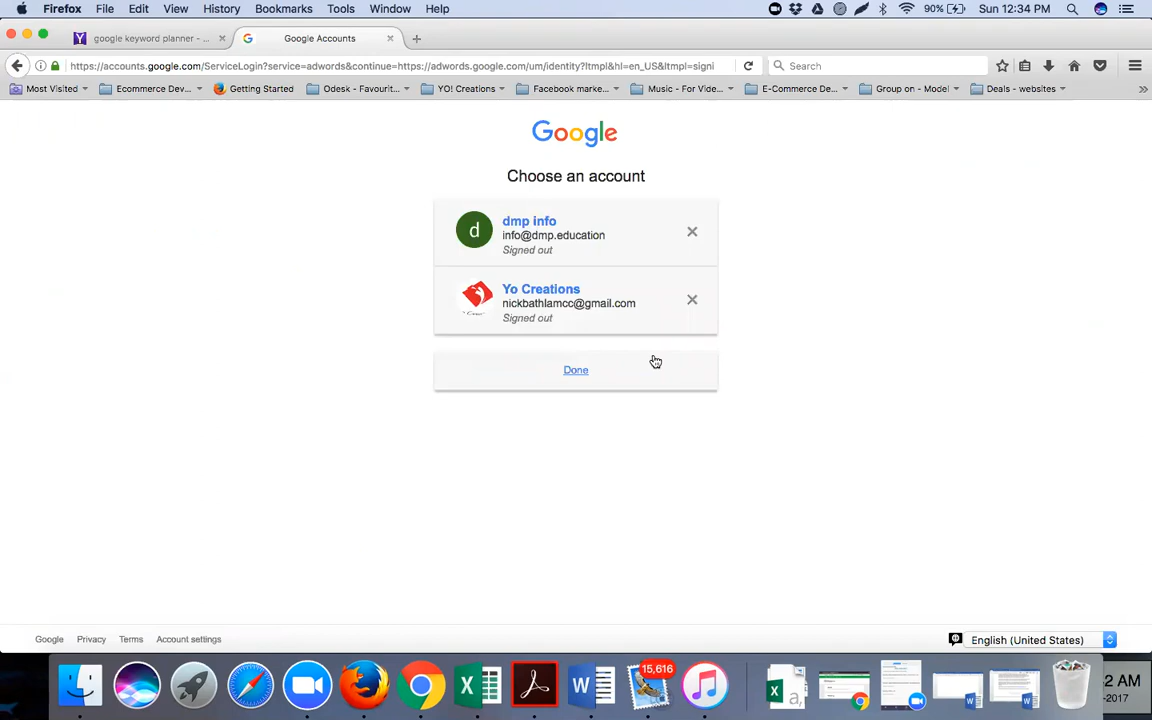 Firefox File Edit View History Bookmarks Tools Window Help 90% Sun 12:34 PM
google keyword planner - ... Google Accounts
https://accounts.google.com/ServiceLogin?service=adwords&continue=https://adwords.google.com/um/identity?ltmpl&hl=en_US&ltmpl=signi Search
Most Visited Ecommerce Dev... Getting Started Odesk - Favourit... YO! Creations Facebook marke... Music - For Vide... E-Commerce De... Group on - Model Deals - websites
Google
Choose an account
d
dmp info
info@dmp.education
Signed out
Yo Creations
nickbathlamcc@gmail.com
Signed out
Done
Google Privacy Terms Account settings English (United States)
15,616
2 AM
-2017